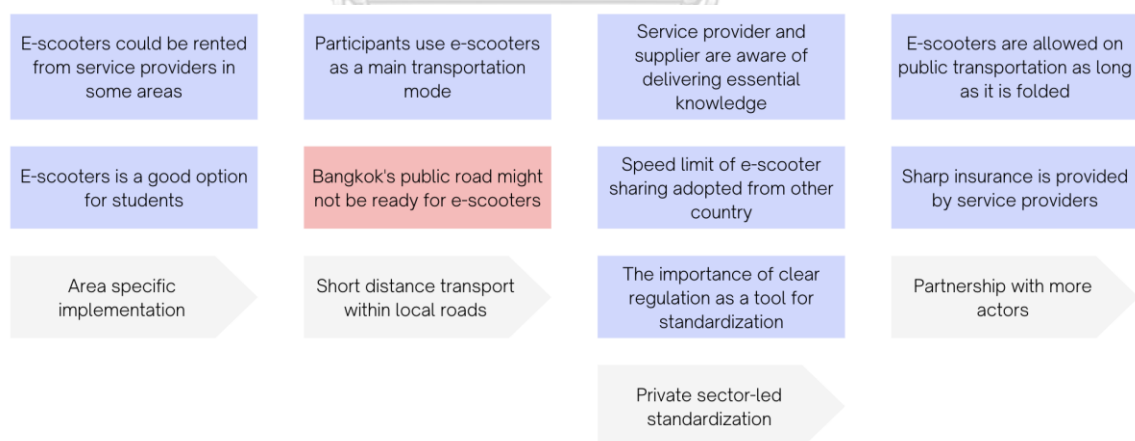 E-scooters could be rented
from service providers in
some areas
Participants use e-scooters
as a main transportation
mode
Service provider and
supplier are aware of
delivering essential
knowledge
E-scooters are allowed on
public transportation as long
as it is folded
E-scooters is a good option
for students
Bangkok's public road might
not be ready for e-scooters
Speed limit of e-scooter
sharing adopted from other
country
Sharp insurance is provided
by service providers
Area specific
implementation
Short distance transport
within local roads
The importance of clear
regulation as a tool for
standardization
Partnership with more
actors
Private sector-led
standardization